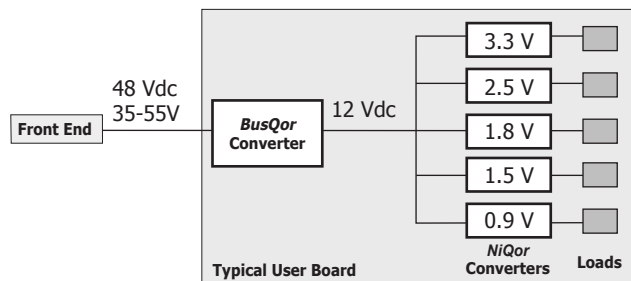 48 Vdc
35-55V
Front End
BusQor
Converter
12 Vdc
3.3 V
2.5 V
1.8 V
1.5 V
0.9 V
NiQor
Converters
Loads
Typical User Board